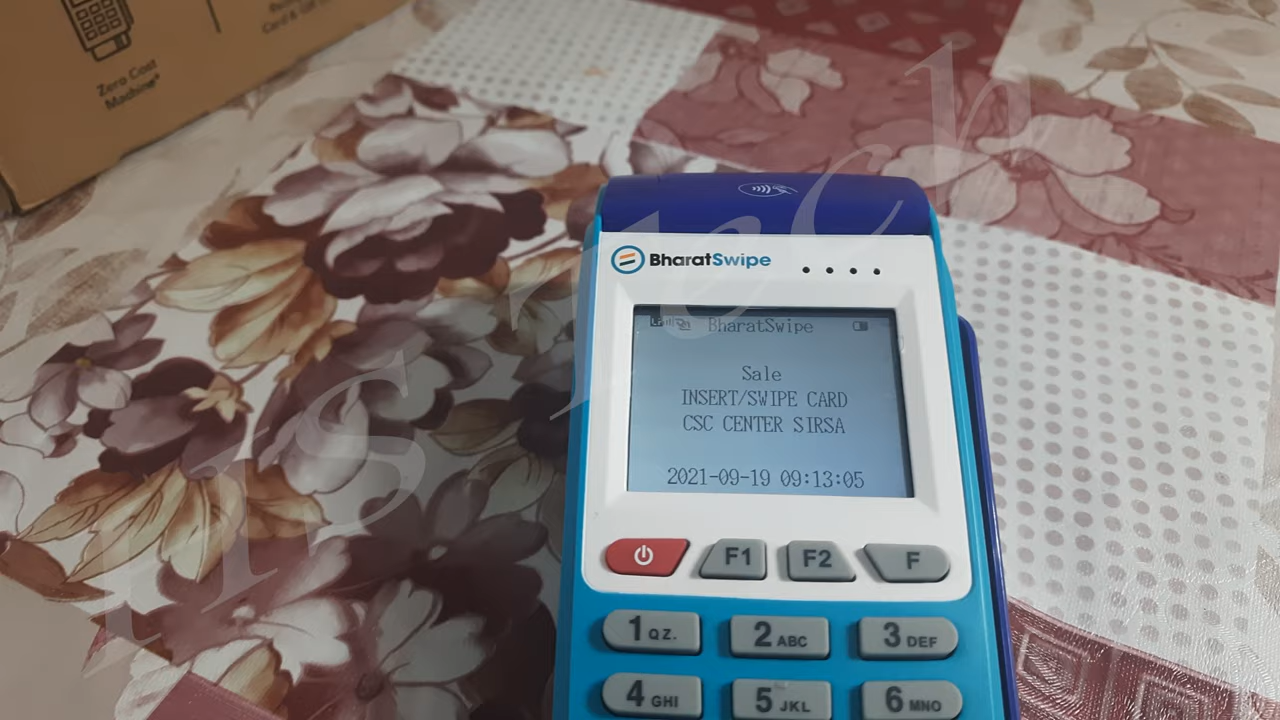 Zero Cost
Machine*
BharatSwipe
BharatSwipe
Sale
INSERT/SWIPE CARD
CSC CENTER SIRSA
2021-09-19 09:13:05
F1 F2 F
1 QZ. 2 ABC 3 DEF
4 GHI 5 JKL 6 MNO